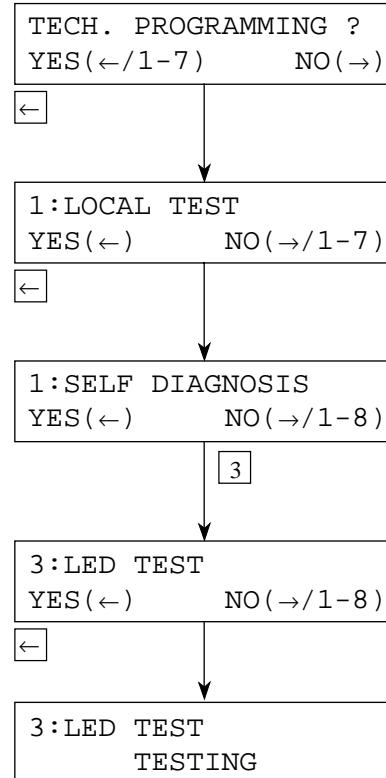 TECH. PROGRAMMING ?
YES(←/1-7) NO(→)
←
1:LOCAL TEST
YES(←) NO(→/1-7)
←
1:SELF DIAGNOSIS
YES(←) NO(→/1-8)
3
3:LED TEST
YES(←) NO(→/1-8)
←
3:LED TEST
TESTING